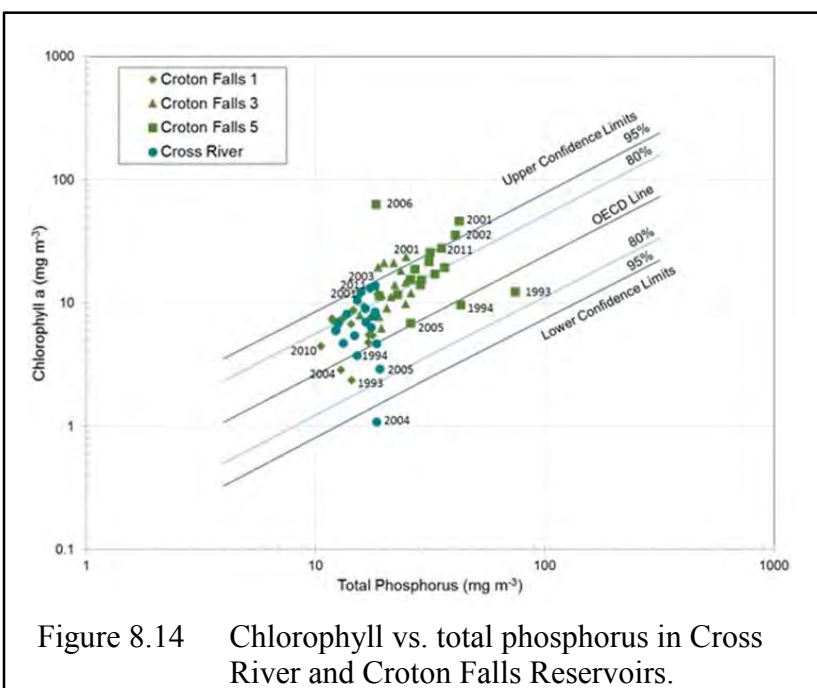 1000
100
10
1
0.1
Chlorophyll a (mg m-3)
Croton Falls 1
Croton Falls 3
Croton Falls 5
Cross River
Upper Confidence Limits
95%
80%
OECD Line
80%
95%
Lower Confidence Limits
2006
2001
2002
2001
2011
2003
1993
1994
2005
2010
1994
2004
2005
1993
2004
1
10
100
1000
Total Phosphorus (mg m-3)
Figure 8.14 Chlorophyll vs. total phosphorus in Cross
River and Croton Falls Reservoirs.